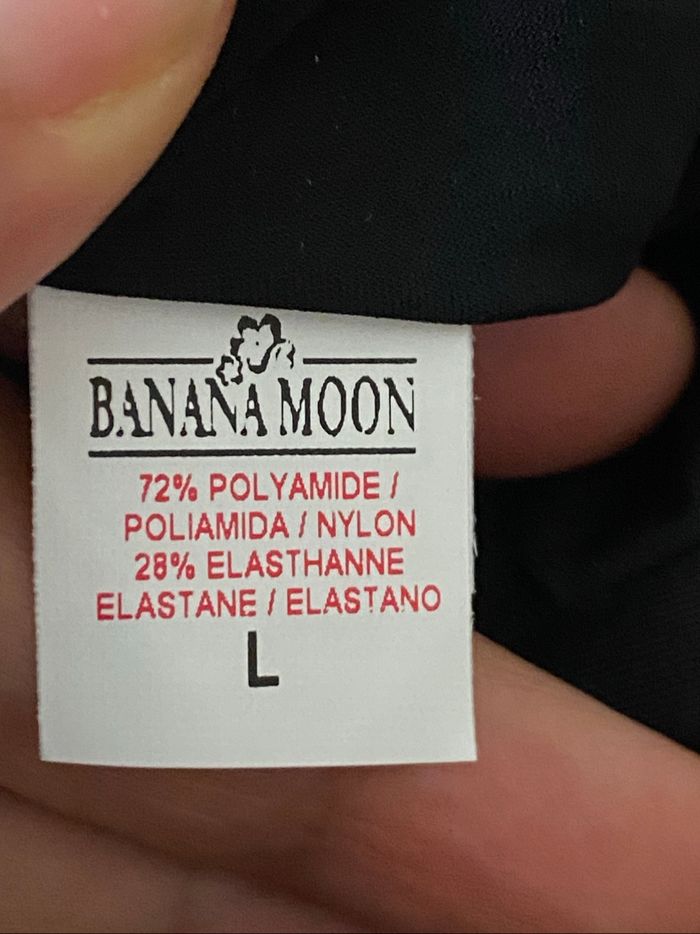 BANANA MOON
72% POLYAMIDE /
POLIAMIDA / NYLON
28% ELASTHANNE
ELASTANE / ELASTANO
L